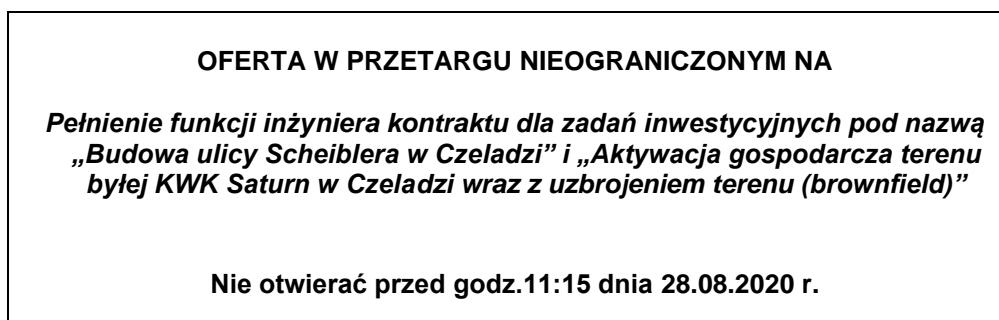 OFERTA W PRZETARGU NIEOGRANICZONYM NA
Pełnienie funkcji inżyniera kontraktu dla zadań inwestycyjnych pod nazwą
„Budowa ulicy Scheiblera w Czeladzi” i „Aktywacja gospodarcza terenu
byłej KWK Saturn w Czeladzi wraz z uzbrojeniem terenu (brownfield)”
Nie otwierać przed godz.11:15 dnia 28.08.2020 r.